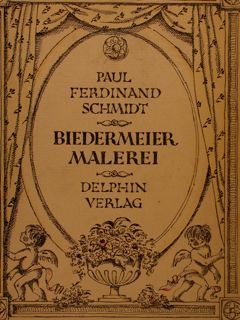 PAUL
FERDINAND
SCHMIDT
BIEDERMEIER
MALEREI
DELPHIN
VERLAG